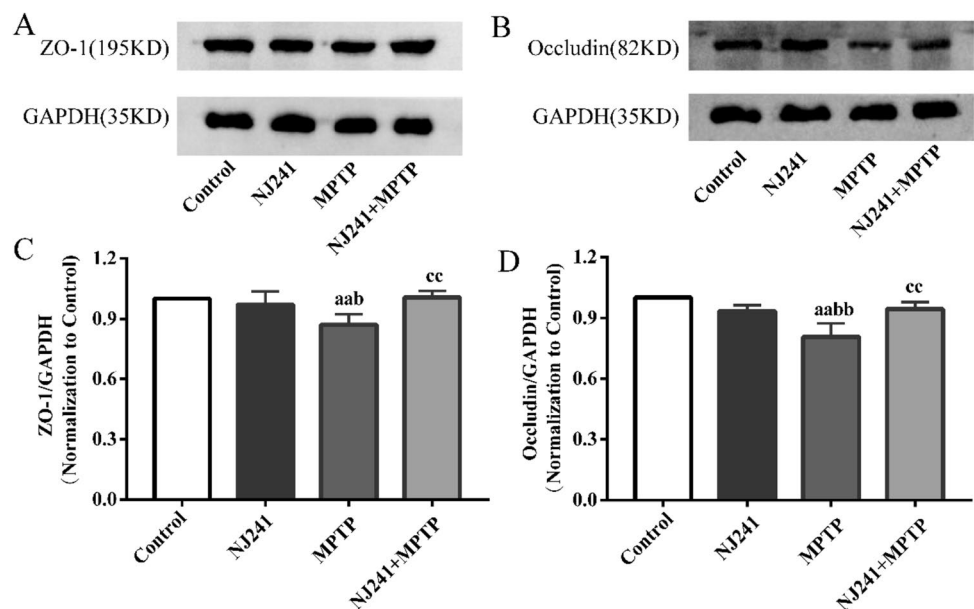 A
ZO-1(195KD)
GAPDH(35KD)
Control
NJ241
MPTP
NJ241+MPTP
B
Occludin(82KD)
GAPDH(35KD)
Control
NJ241
MPTP
NJ241+MPTP
C
ZO-1/GAPDH
(Normalization to Control)
1.2
0.9
0.6
0.3
0.0
aab
cc
Control
NJ241
MPTP
NJ241+MPTP
D
Occludin/GAPDH
(Normalization to Control)
1.2
0.9
0.6
0.3
0.0
aabb
cc
Control
NJ241
MPTP
NJ241+MPTP